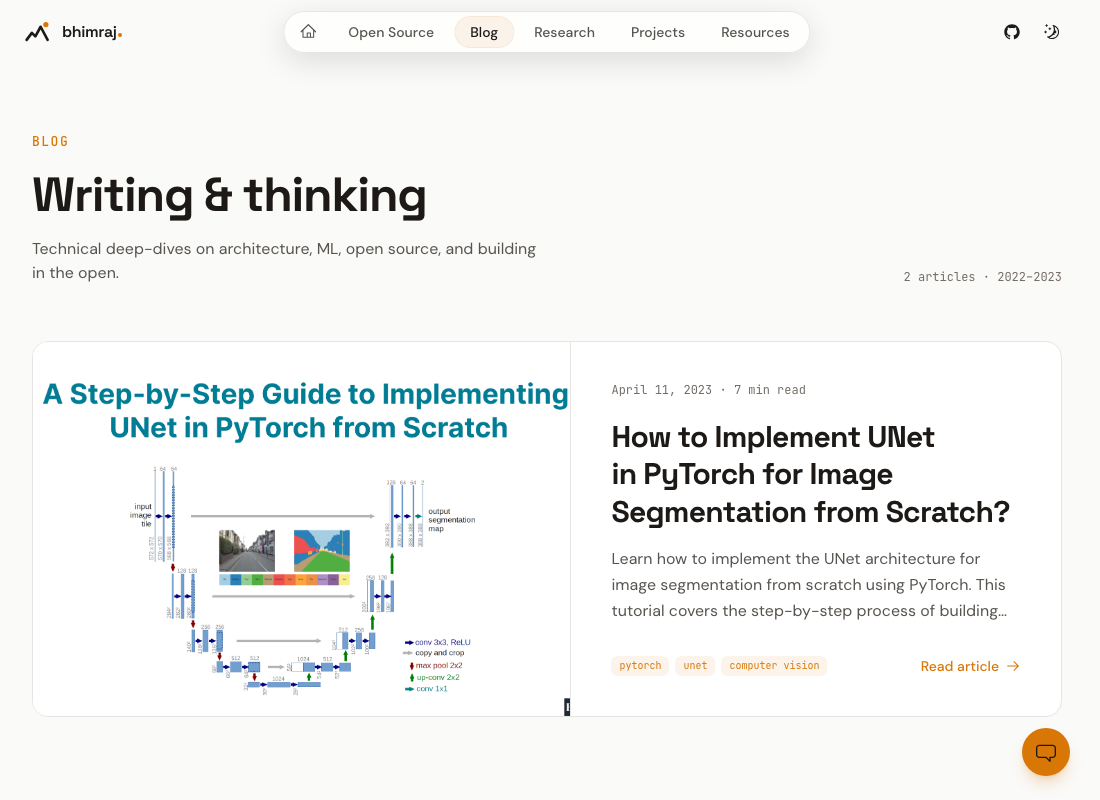 bhimraj.
Open Source
Blog
Research
Projects
Resources
BLOG
Writing & thinking
Technical deep-dives on architecture, ML, open source, and building
in the open.
2 articles · 2022–2023
A Step-by-Step Guide to Implementing
UNet in PyTorch from Scratch
input
image
tile
output
segmentation
map
conv 3x3, ReLU
copy and crop
max pool 2x2
up-conv 2x2
conv 1x1
April 11, 2023 · 7 min read
How to Implement UNet
in PyTorch for Image
Segmentation from Scratch?
Learn how to implement the UNet architecture for
image segmentation from scratch using PyTorch. This
tutorial covers the step-by-step process of building…
pytorch
unet
computer vision
Read article